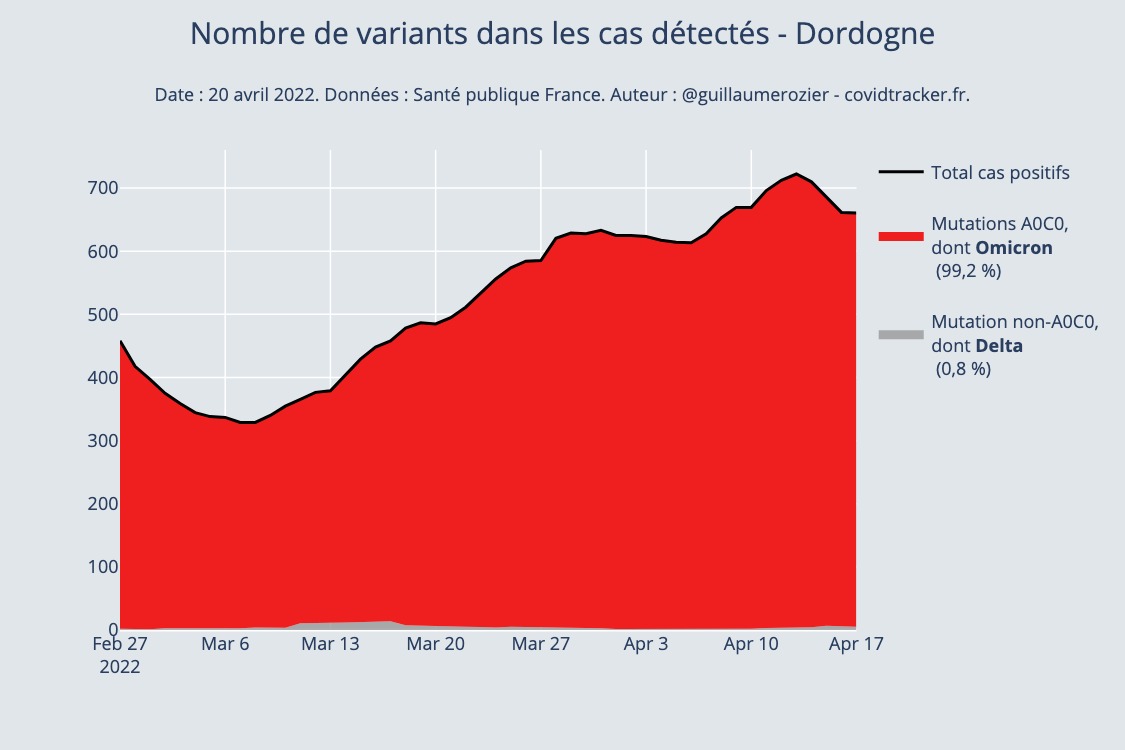 Nombre de variants dans les cas détectés - Dordogne
Date : 20 avril 2022. Données : Santé publique France. Auteur : @guillaumerozier - covidtracker.fr.
Total cas positifs
Mutations A0C0,
dont Omicron
(99,2 %)
Mutation non-A0C0,
dont Delta
(0,8 %)
700
600
500
400
300
200
100
0
Feb 27 Mar 6 Mar 13 Mar 20 Mar 27 Apr 3 Apr 10 Apr 17
2022